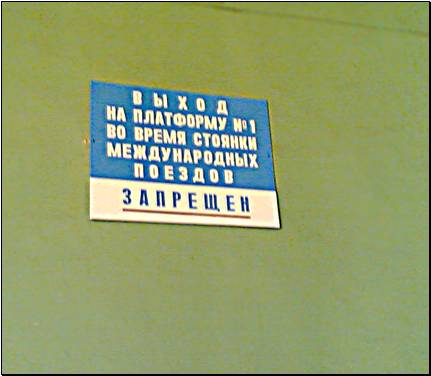 ВЫХОД
НА ПЛАТФОРМУ №1
ВО ВРЕМЯ СТОЯНКИ
МЕЖДУНАРОДНЫХ
ПОЕЗДОВ
ЗАПРЕЩЕН